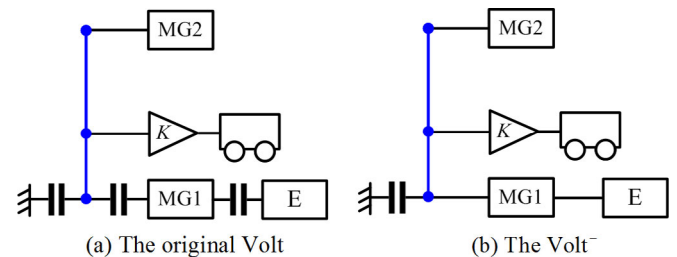 MG2
K
MG1
E
(a) The original Volt
MG2
K
MG1
E
(b) The Volt⁻